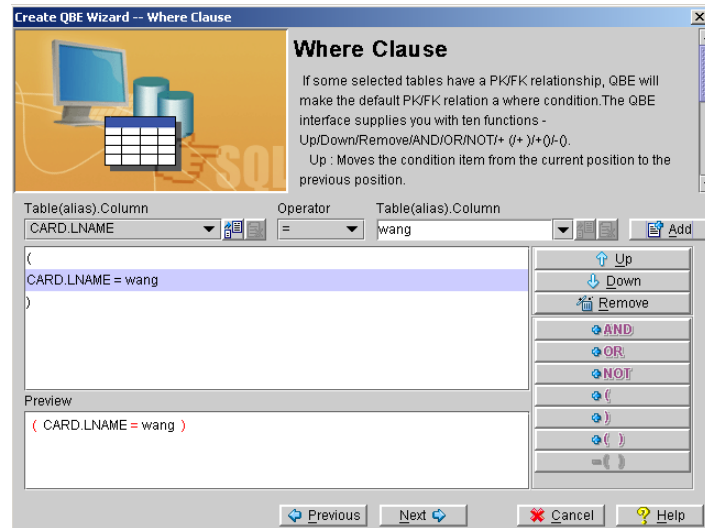 Create QBE Wizard -- Where Clause
Where Clause
If some selected tables have a PK/FK relationship, QBE will
make the default PK/FK relation a where condition.The QBE
interface supplies you with ten functions -
Up/Down/Remove/AND/OR/NOT/+ (/+ )/+()/-().
Up : Moves the condition item from the current position to the
previous position.
SQL
Table(alias).Column Operator Table(alias).Column
CARD.LNAME = wang Add
(
CARD.LNAME = wang
)
Up
Down
Remove
AND
OR
NOT
(
)
( )
-( )
Preview
( CARD.LNAME = wang )
Previous Next Cancel Help